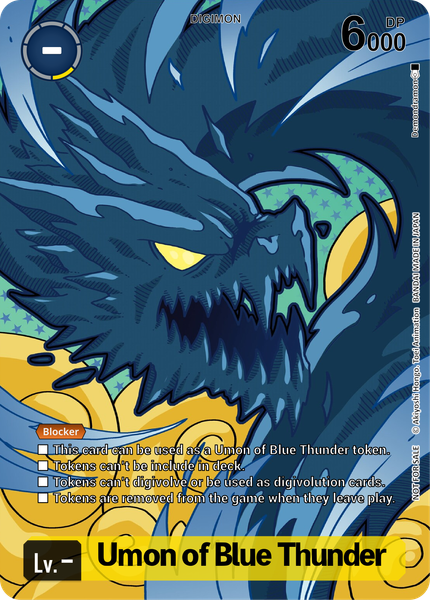 DIGIMON
-
DP
6000
Demondramon
© Akiyoshi Hongo, Toei Animation BANDAI MADE IN JAPAN
NOT FOR SALE
Blocker
This card can be used as a Umon of Blue Thunder token.
Tokens can't be include in deck.
Tokens can't digivolve or be used as digivolution cards.
Tokens are removed from the game when they leave play.
Lv.-
Umon of Blue Thunder